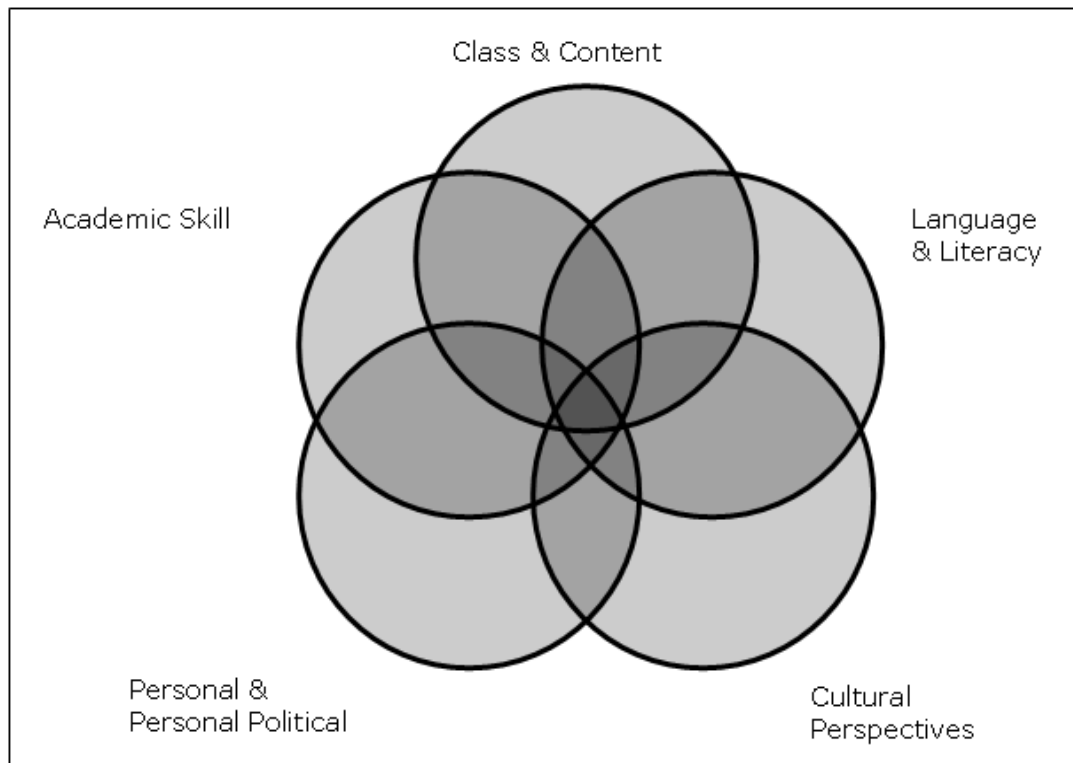 Class & Content
Academic Skill
Language
& Literacy
Personal &
Personal Political
Cultural
Perspectives